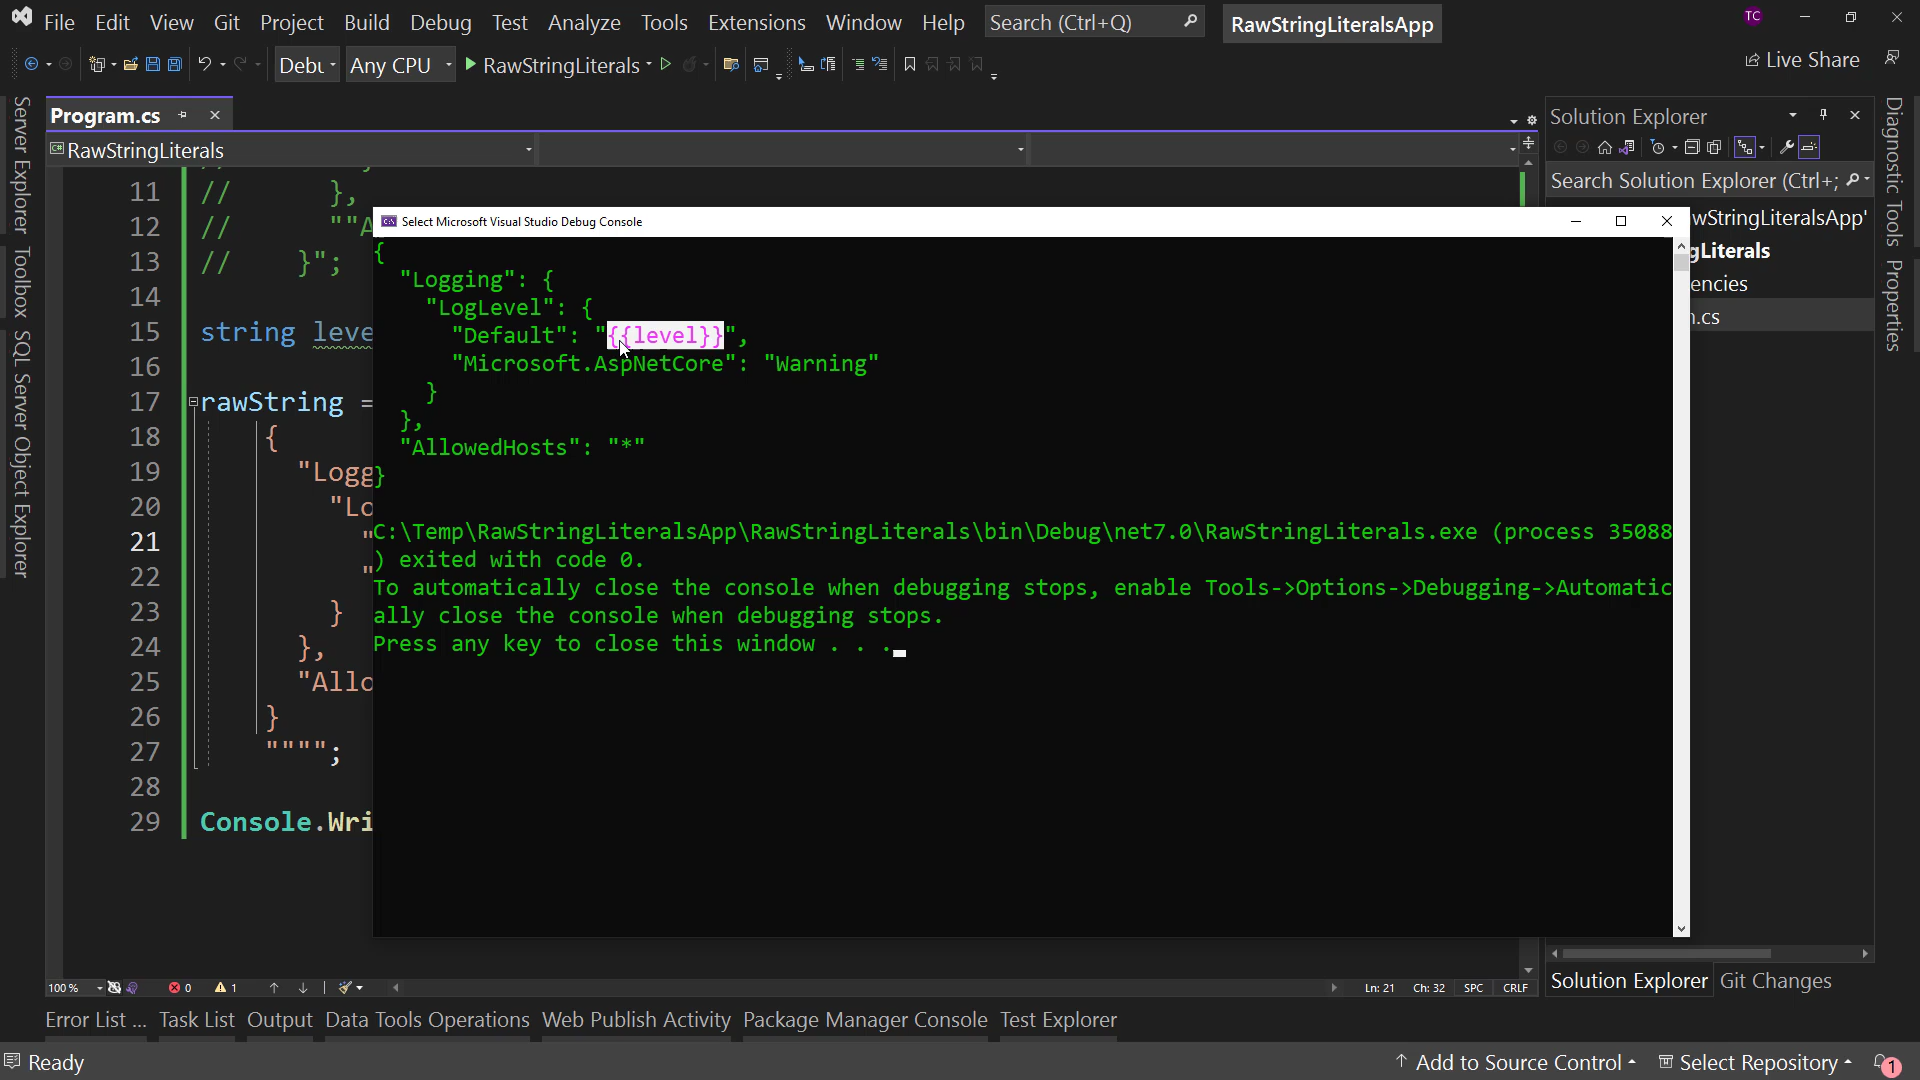 File Edit View Git Project Build Debug Test Analyze Tools Extensions Window Help Search (Ctrl+Q) RawStringLiteralsApp TC
Debu Any CPU RawStringLiterals Live Share
Program.cs
RawStringLiterals
11 // },
12 // ""A
13 // }";
14
15 string leve
16
17 rawString =
18 {
19 "Logg
20 "Lo
21 "
22 "
23 }
24 },
25 "Allo
26 }
27 """";
28
29 Console.Wri
Select Microsoft Visual Studio Debug Console
{
"Logging": {
"LogLevel": {
"Default": "{{level}}",
"Microsoft.AspNetCore": "Warning"
}
},
"AllowedHosts": "*"
}
C:\Temp\RawStringLiteralsApp\RawStringLiterals\bin\Debug\net7.0\RawStringLiterals.exe (process 35088
) exited with code 0.
To automatically close the console when debugging stops, enable Tools->Options->Debugging->Automatic
ally close the console when debugging stops.
Press any key to close this window . . .
Solution Explorer
Search Solution Explorer (Ctrl+;
wStringLiteralsApp'
gLiterals
encies
.cs
Solution Explorer Git Changes
Server Explorer
Toolbox
SQL Server Object Explorer
Diagnostic Tools
Properties
100 % 0 1 Ln: 21 Ch: 32 SPC CRLF
Error List ... Task List Output Data Tools Operations Web Publish Activity Package Manager Console Test Explorer
Ready Add to Source Control Select Repository 1